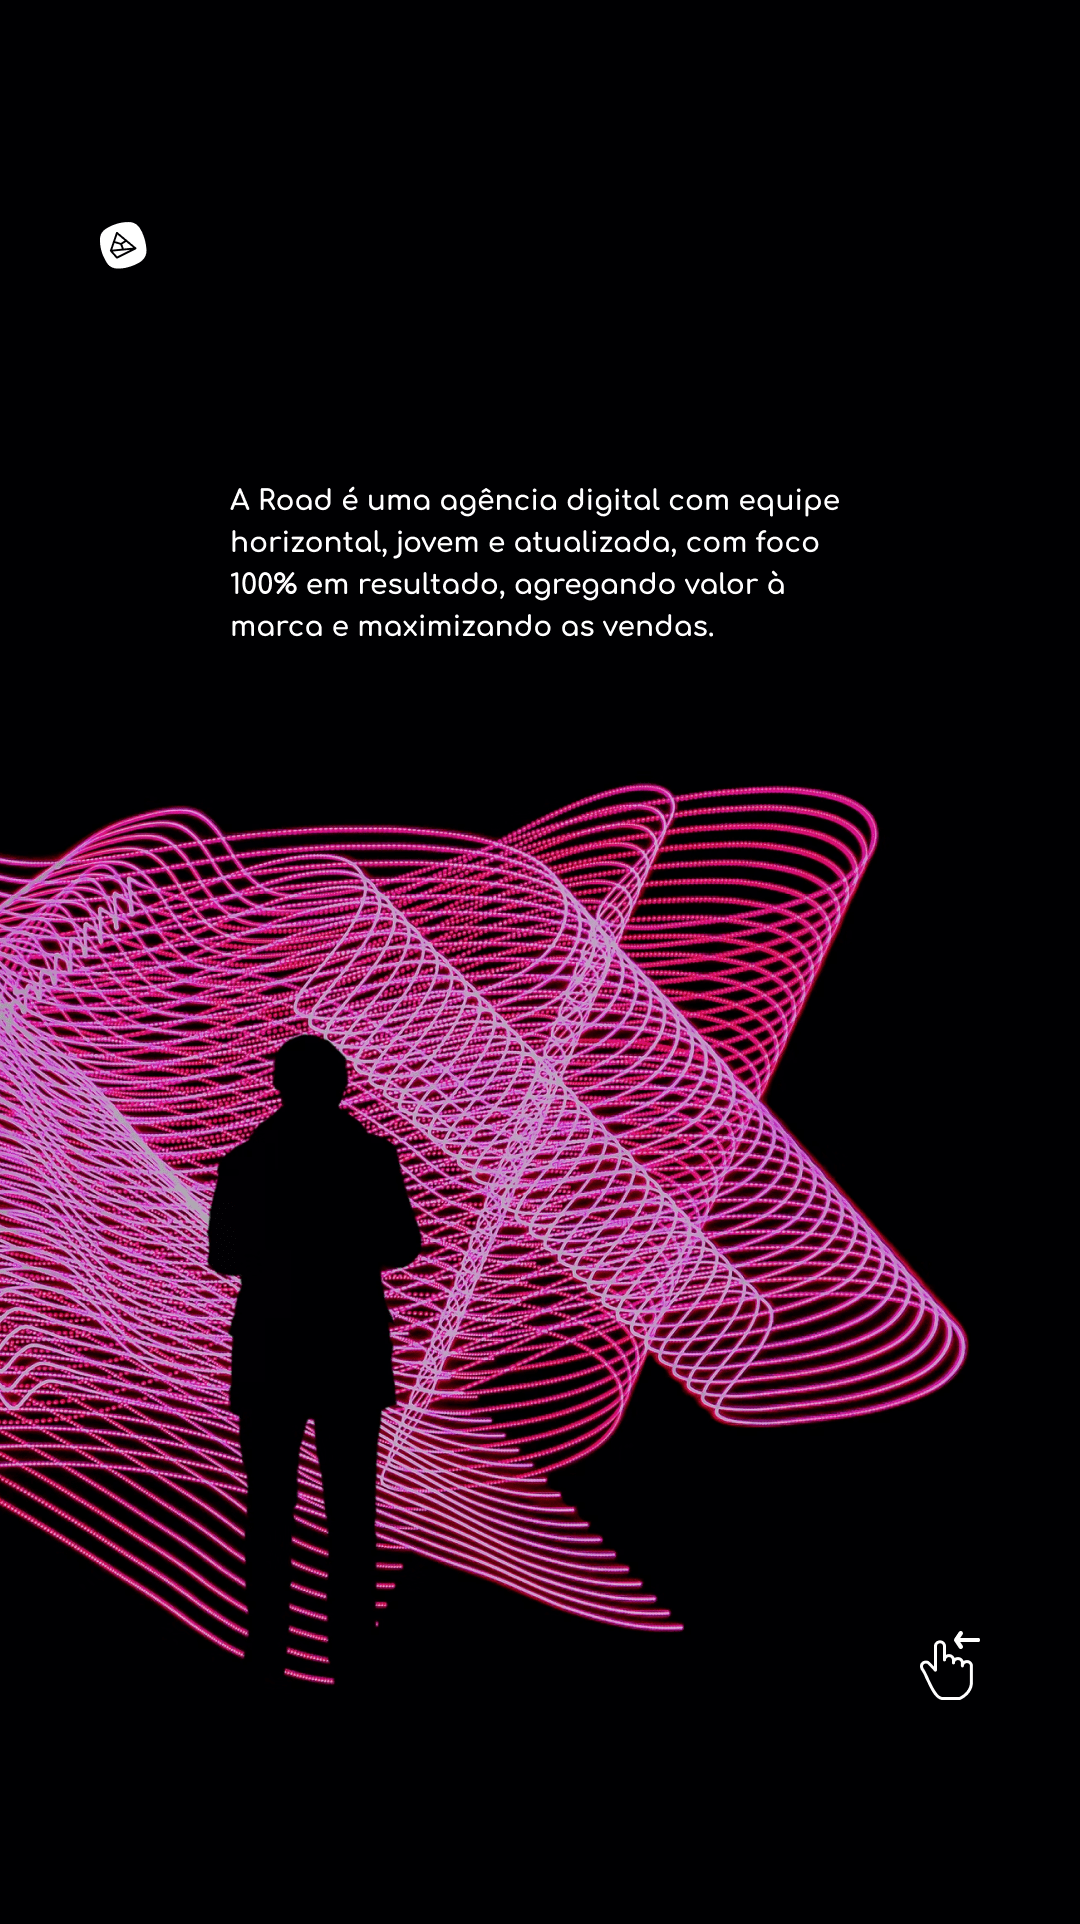 A Road é uma agência digital com equipe
horizontal, jovem e atualizada, com foco
100% em resultado, agregando valor à
marca e maximizando as vendas.